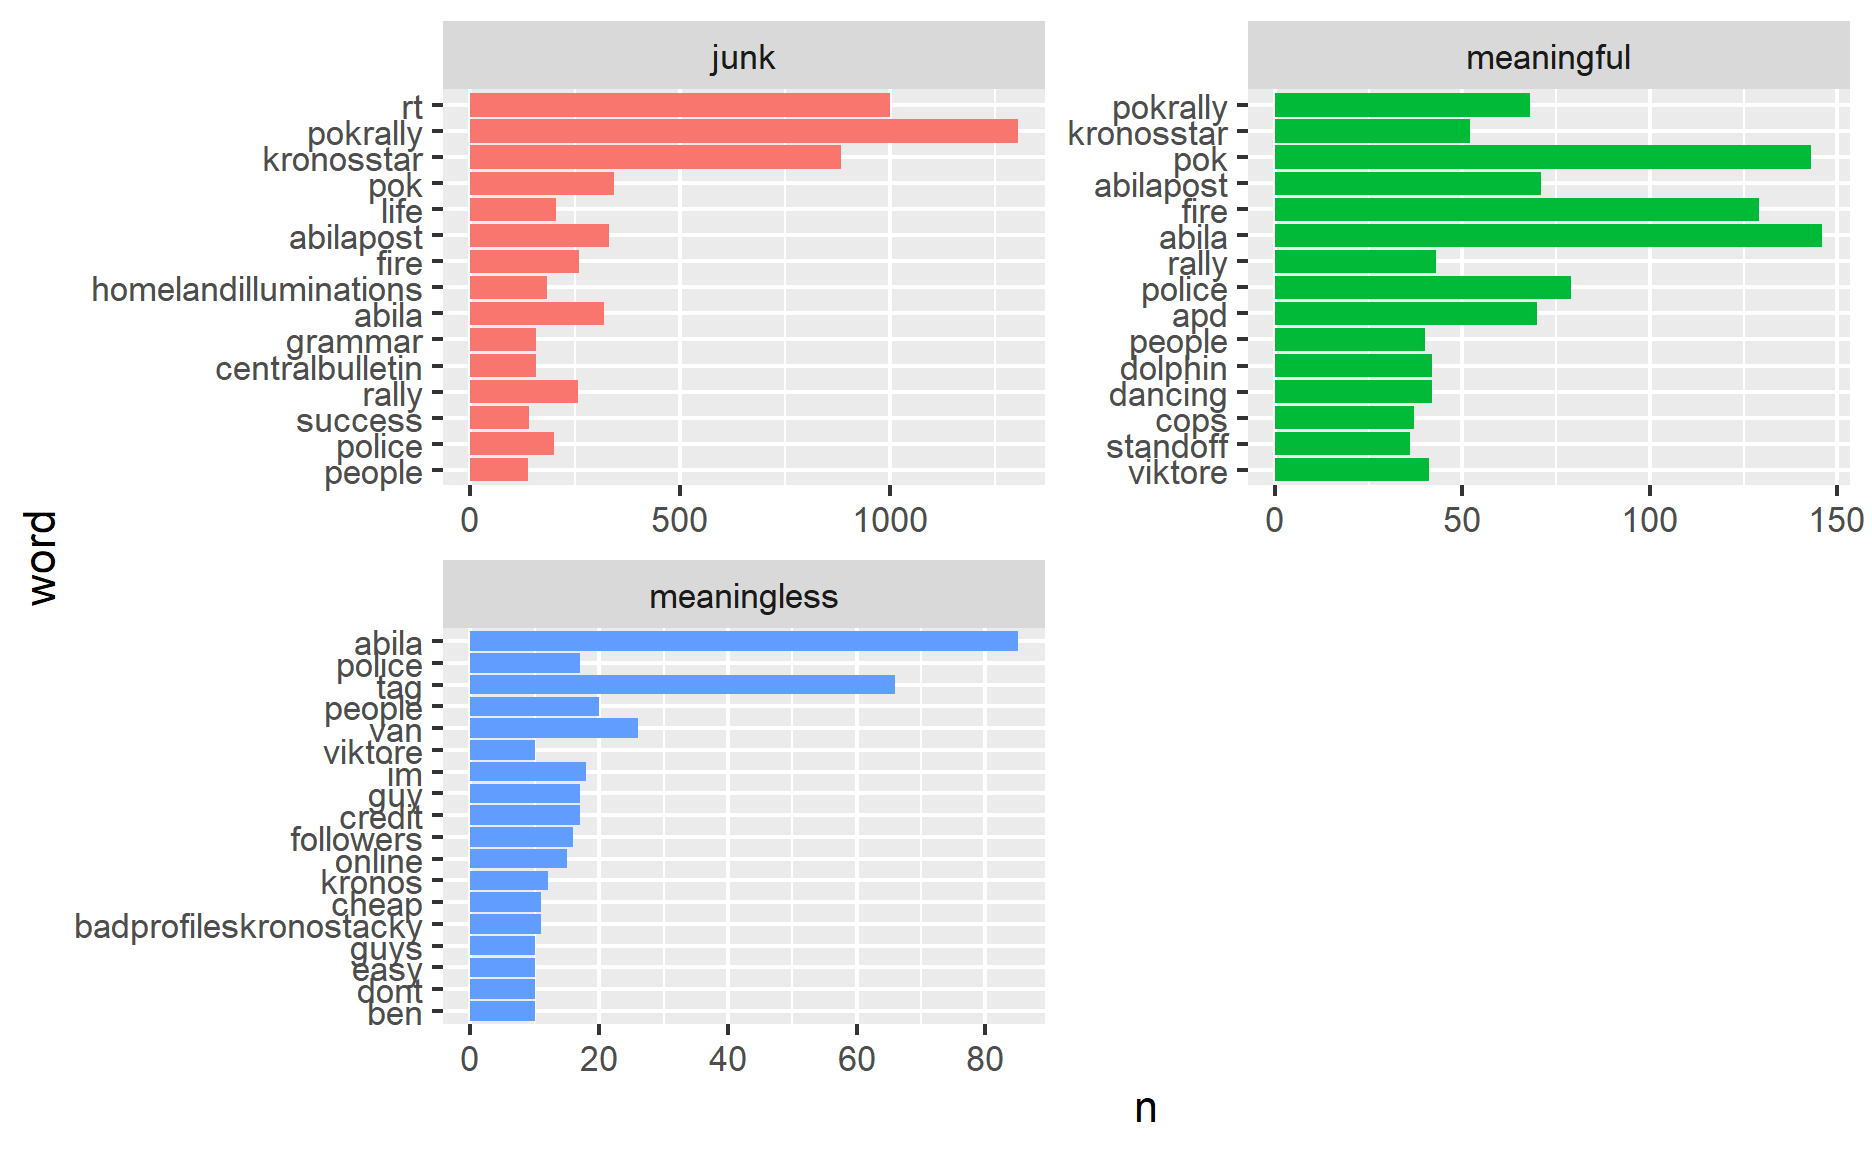 junk
rt
pokrally
kronosstar
pok
life
abilapost
fire
homelandilluminations
abila
grammar
centralbulletin
rally
success
police
people
0 500 1000
meaningful
pokrally
kronosstar
pok
abilapost
fire
abila
rally
police
apd
people
dolphin
dancing
cops
standoff
viktore
0 50 100 150
word
meaningless
abila
police
tag
people
van
viktore
im
guy
credit
followers
online
kronos
cheap
badprofileskronostacky
guys
easy
dont
ben
0 20 40 60 80
n